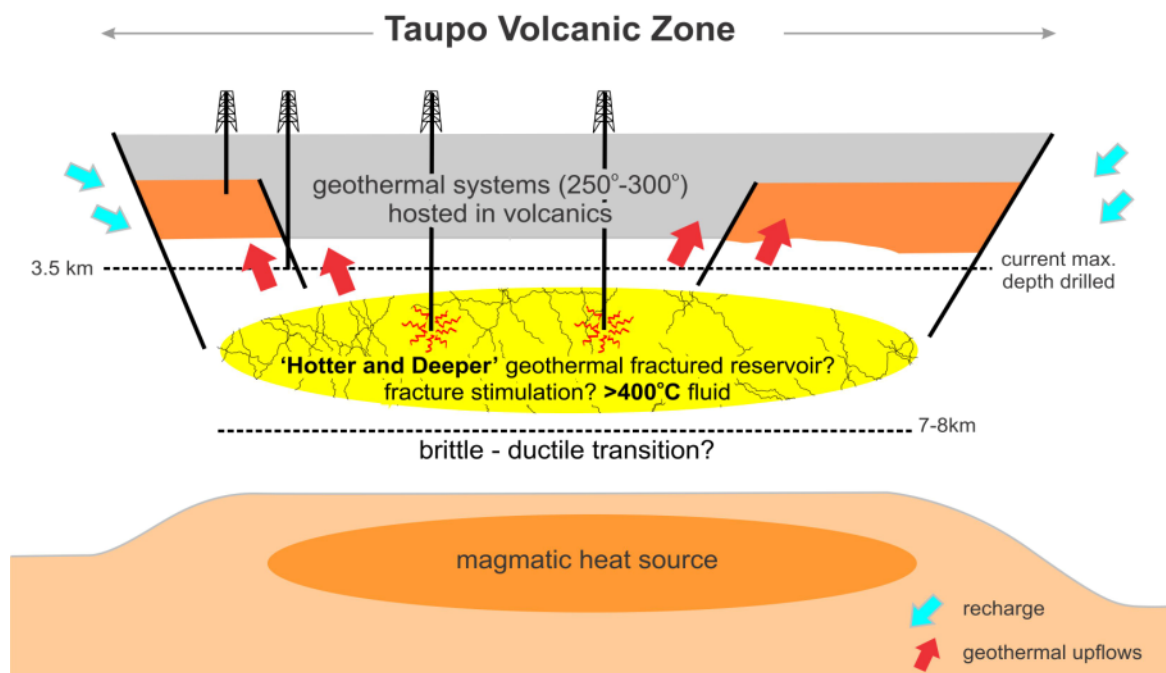 Taupo Volcanic Zone
geothermal systems (250°-300°)
hosted in volcanics
3.5 km
current max.
depth drilled
'Hotter and Deeper' geothermal fractured reservoir?
fracture stimulation? >400°C fluid
7-8km
brittle - ductile transition?
magmatic heat source
recharge
geothermal upflows